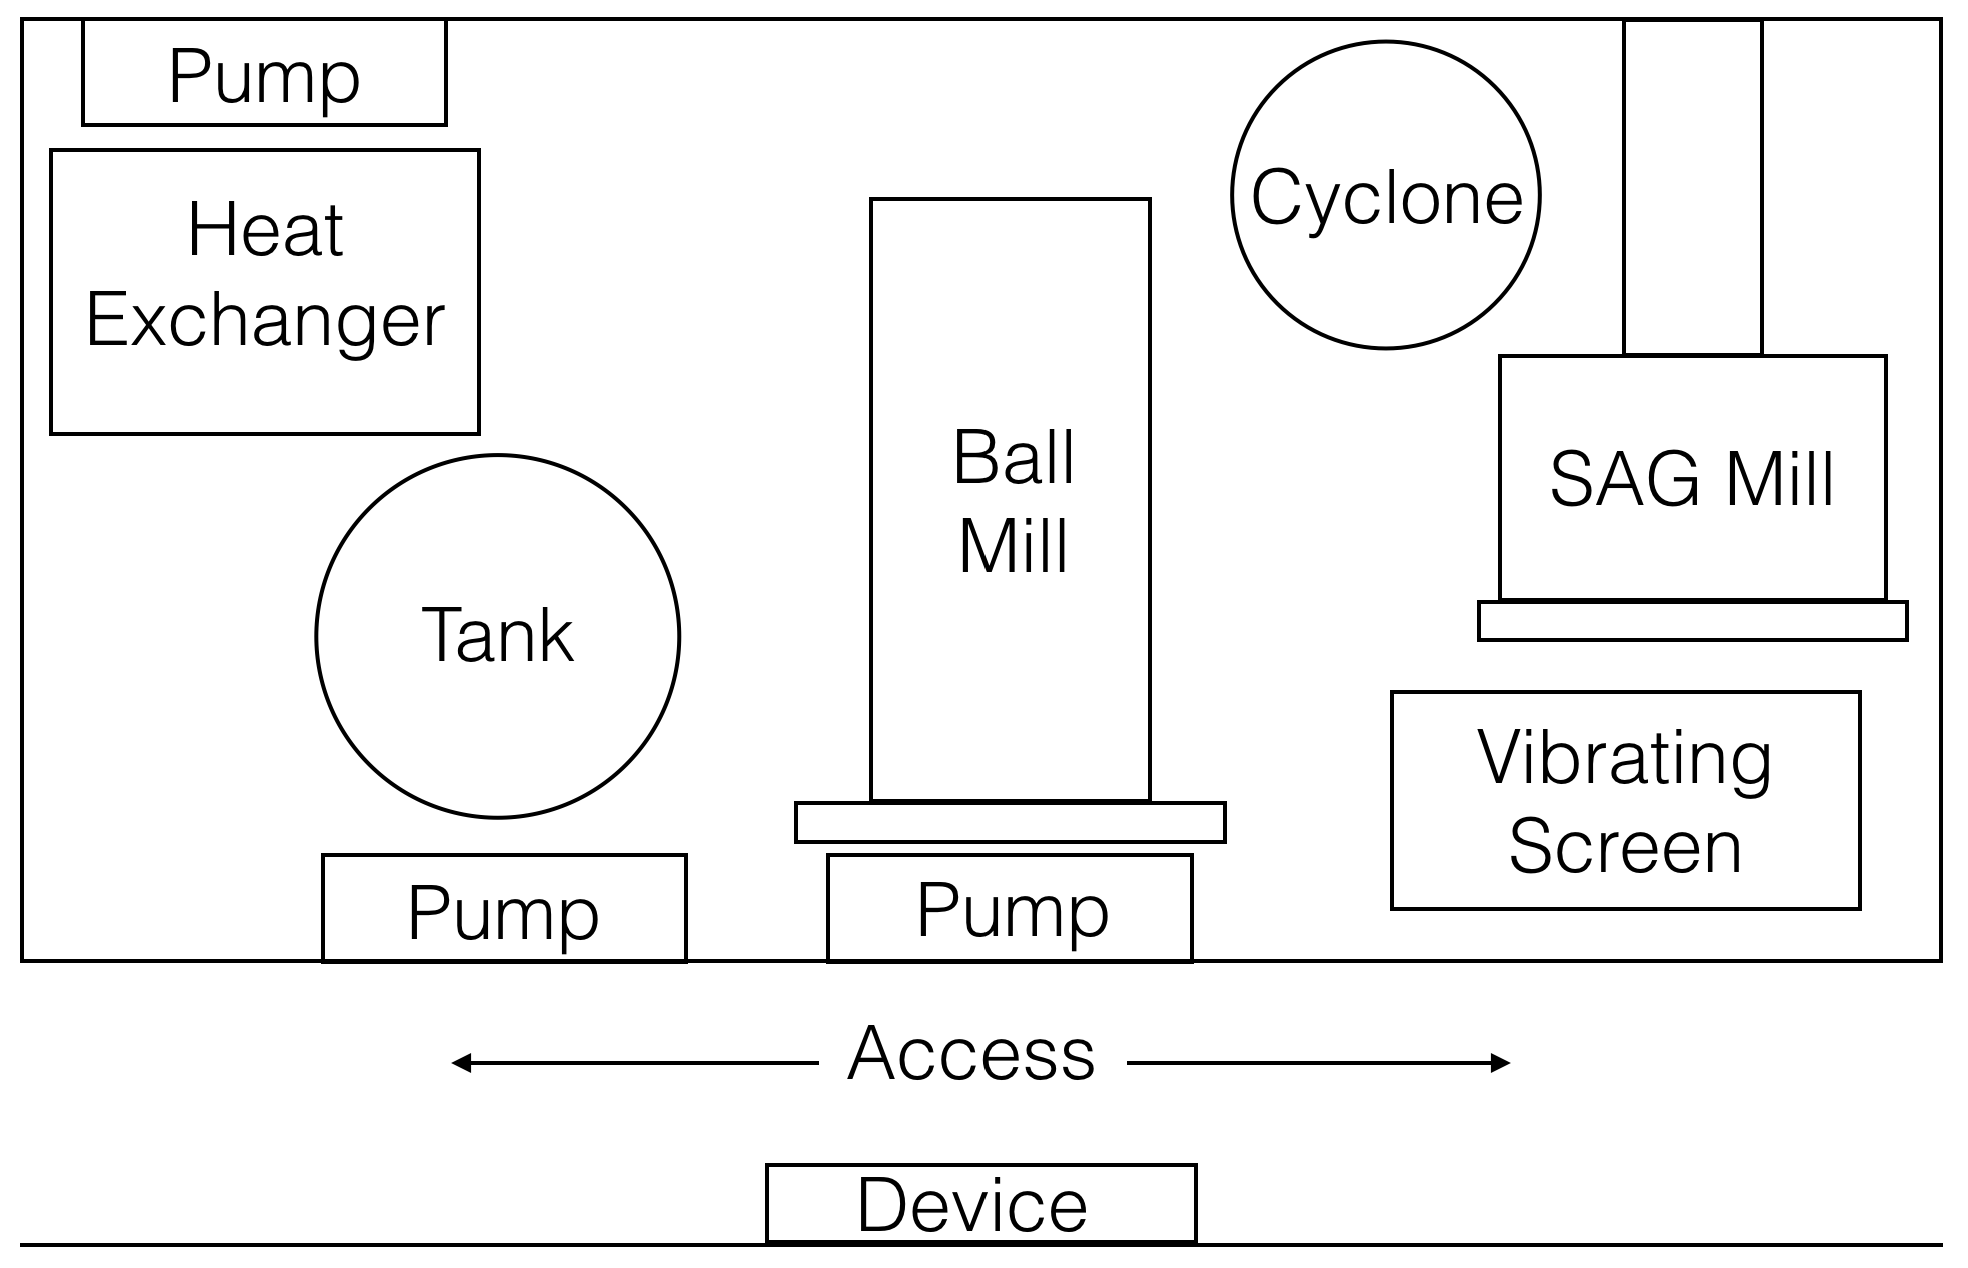 Pump
Heat
Exchanger
Cyclone
Ball
Mill
SAG Mill
Tank
Vibrating
Screen
Pump
Pump
Access
Device